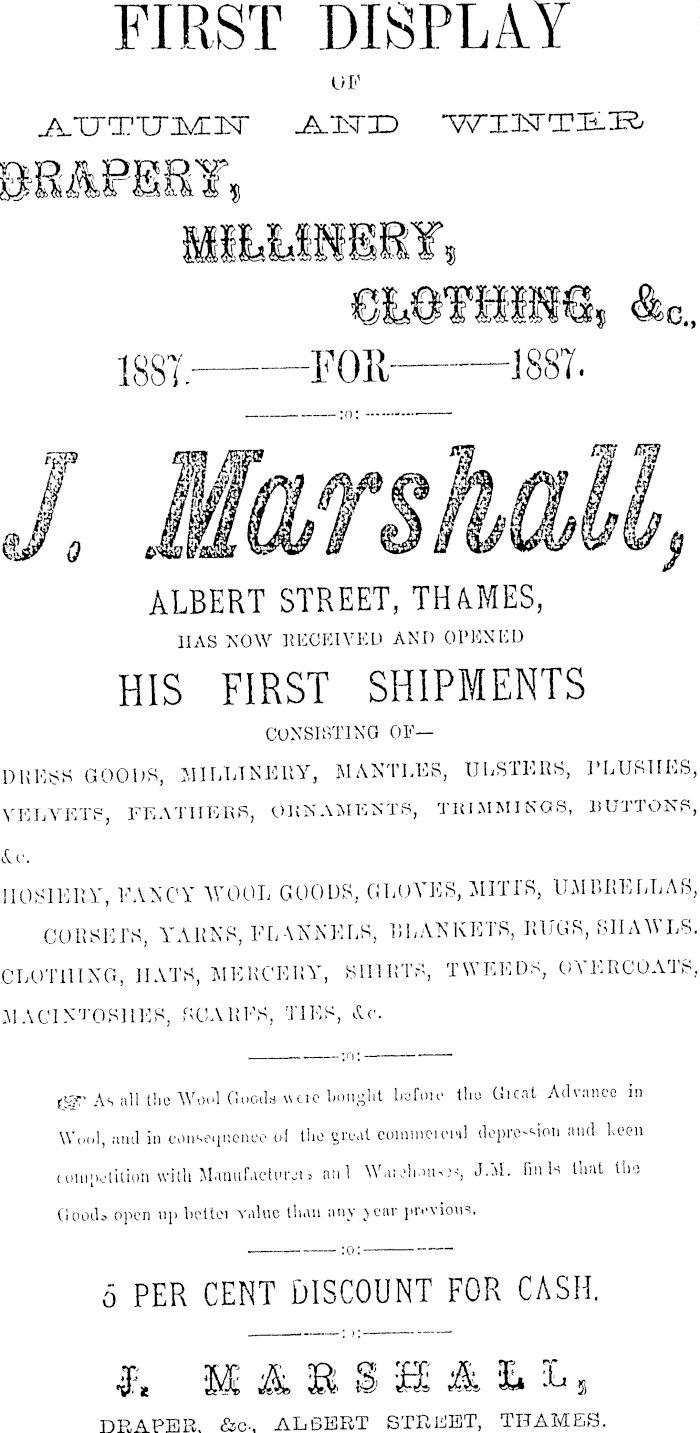 FIRST DISPLAY
OF
AUTUMN AND WINTER
DRAPERY,
MILLINERY,
CLOTHING, &c.,
1887.———FOR———1887.
———:o:———
J. Marshall,
ALBERT STREET, THAMES,
HAS NOW RECEIVED AND OPENED
HIS FIRST SHIPMENTS
CONSISTING OF—
DRESS GOODS, MILLINERY, MANTLES, ULSTERS, PLUSHES,
VELVETS, FEATHERS, ORNAMENTS, TRIMMINGS, BUTTONS,
&c.
HOSIERY, FANCY WOOL GOODS, GLOVES, MITTS, UMBRELLAS,
CORSETS, YARNS, FLANNELS, BLANKETS, RUGS, SHAWLS.
CLOTHING, HATS, MERCERY, SHIRTS, TWEEDS, OVERCOATS,
MACINTOSHES, SCARFS, TIES, &c.
———:o:———
☞ As all the Wool Goods were bought before the Great Advance in
Wool, and in consequence of the great commercial depression and keen
competition with Manufacturers and Warehouses, J.M. finds that the
Goods open up better value than any year previous.
———:o:———
5 PER CENT DISCOUNT FOR CASH.
———:o:———
J. MARSHALL,
DRAPER, &c., ALBERT STREET, THAMES.